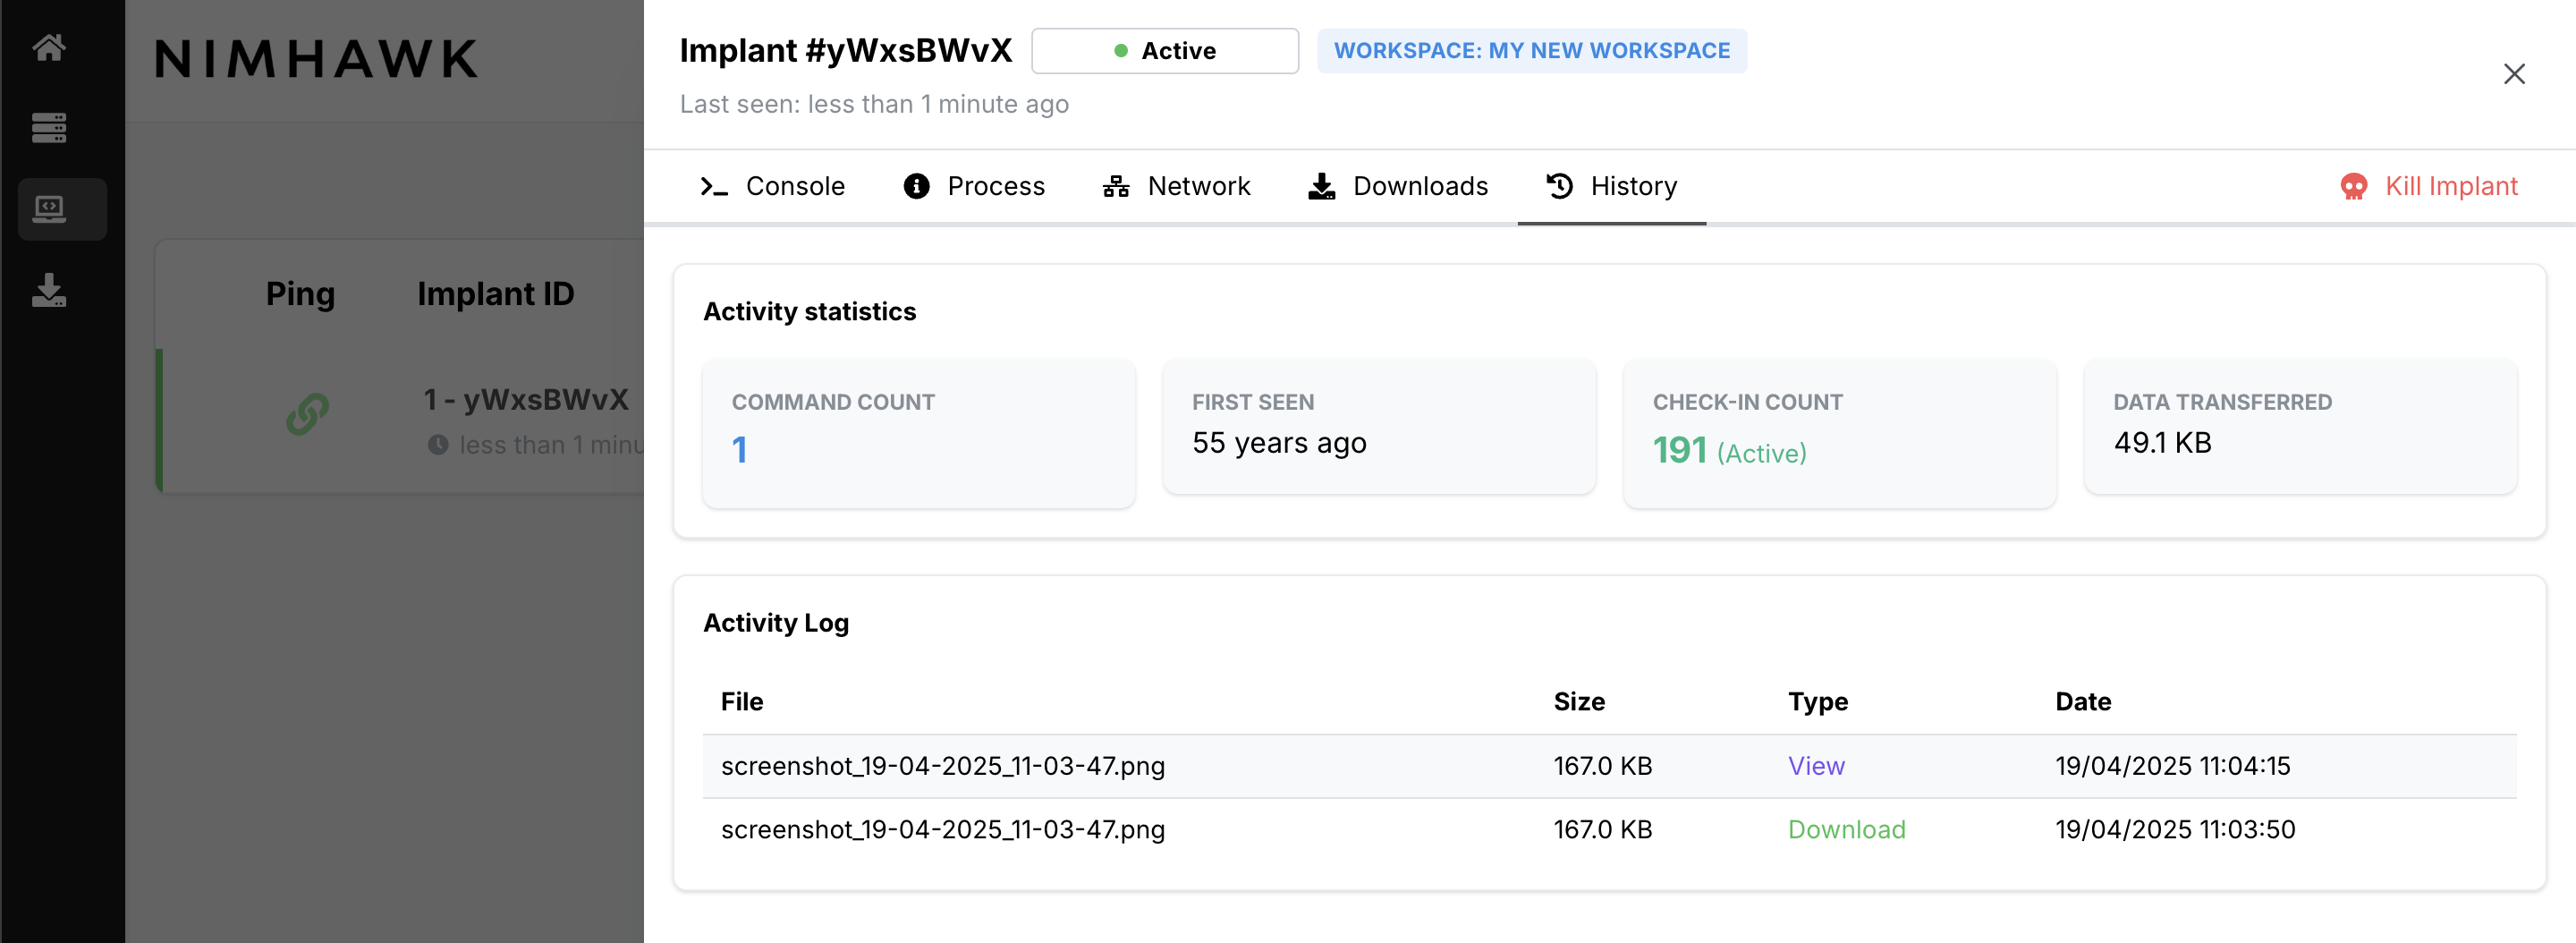 NIMHAWK
Ping Implant ID
1 - yWxsBWvX
less than 1 minu
Implant #yWxsBWvX Active WORKSPACE: MY NEW WORKSPACE
Last seen: less than 1 minute ago
Console Process Network Downloads History Kill Implant
Activity statistics
COMMAND COUNT FIRST SEEN CHECK-IN COUNT DATA TRANSFERRED
1 55 years ago 191 (Active) 49.1 KB
Activity Log
File Size Type Date
screenshot_19-04-2025_11-03-47.png 167.0 KB View 19/04/2025 11:04:15
screenshot_19-04-2025_11-03-47.png 167.0 KB Download 19/04/2025 11:03:50